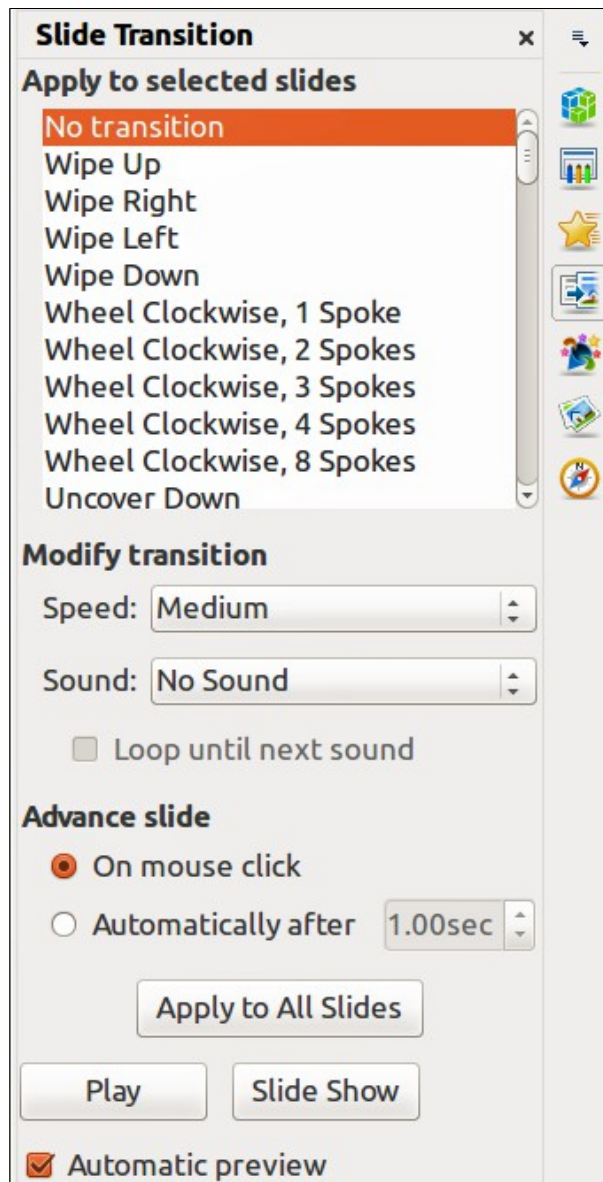 Slide Transition
Apply to selected slides
No transition
Wipe Up
Wipe Right
Wipe Left
Wipe Down
Wheel Clockwise, 1 Spoke
Wheel Clockwise, 2 Spokes
Wheel Clockwise, 3 Spokes
Wheel Clockwise, 4 Spokes
Wheel Clockwise, 8 Spokes
Uncover Down
Modify transition
Speed: Medium
Sound: No Sound
Loop until next sound
Advance slide
On mouse click
Automatically after 1.00sec
Apply to All Slides
Play Slide Show
Automatic preview